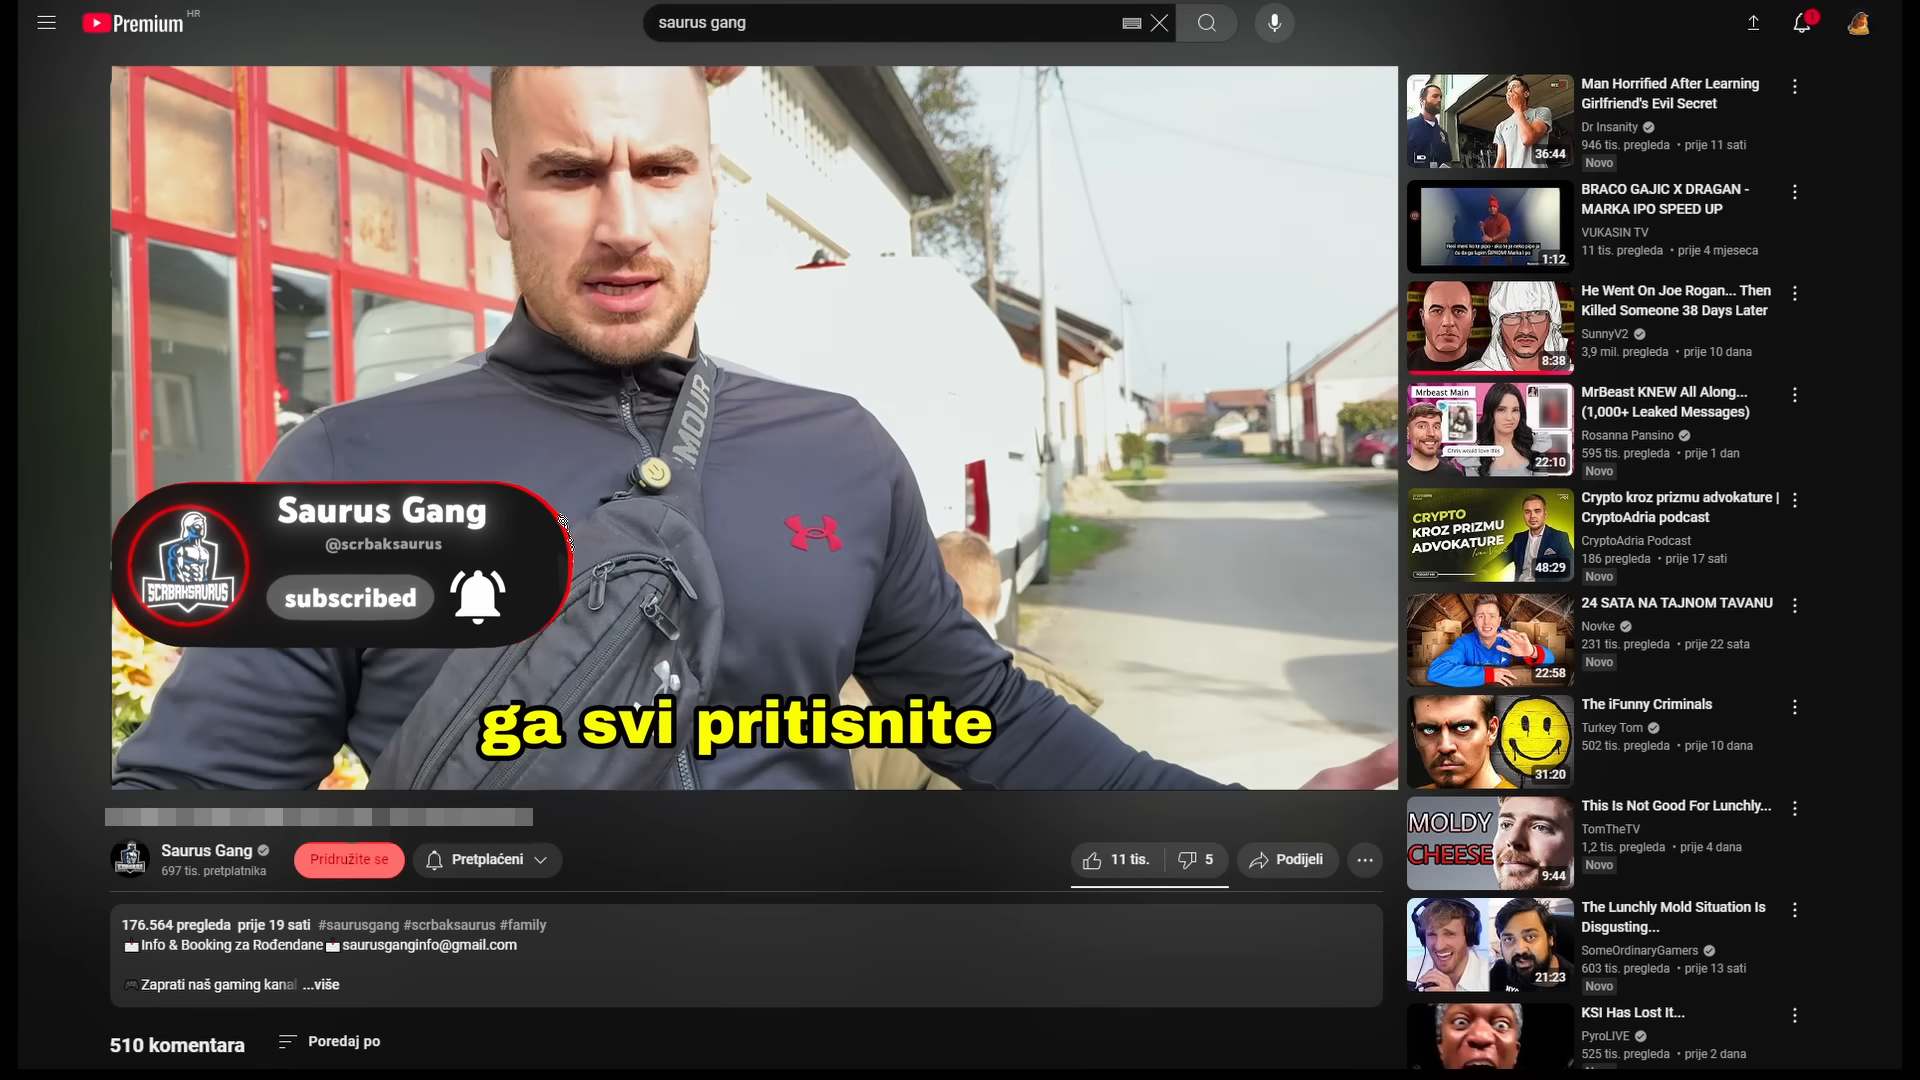 Premium HR
saurus gang
MOUR
Saurus Gang
@scrbaksaurus
SCRBAKSAURUS
subscribed
ga svi pritisnite
Saurus Gang
697 tis. pretplatnika
Pridružite se
Pretplaćeni
11 tis.
5
Podijeli
176.564 pregleda prije 19 sati #saurusgang #scrbaksaurus #family
Info & Booking za Rođendane saurusganginfo@gmail.com
Zaprati naš gaming kanal ...više
510 komentara
Poredaj po
36:44
Man Horrified After Learning
Girlfriend's Evil Secret
Dr Insanity
946 tis. pregleda • prije 11 sati
Novo
1:12
BRACO GAJIC X DRAGAN -
MARKA IPO SPEED UP
VUKASIN TV
11 tis. pregleda • prije 4 mjeseca
8:38
He Went On Joe Rogan... Then
Killed Someone 38 Days Later
SunnyV2
3,9 mil. pregleda • prije 10 dana
Mrbeast Main
Chris would love this
22:10
MrBeast KNEW All Along...
(1,000+ Leaked Messages)
Rosanna Pansino
595 tis. pregleda • prije 1 dan
Novo
CRYPTO
KROZ PRIZMU
ADVOKATURE
48:29
Crypto kroz prizmu advokature |
CryptoAdria podcast
CryptoAdria Podcast
186 pregleda • prije 17 sati
Novo
22:58
24 SATA NA TAJNOM TAVANU
Novke
231 tis. pregleda • prije 22 sata
Novo
31:20
The iFunny Criminals
Turkey Tom
502 tis. pregleda • prije 10 dana
MOLDY
CHEESE
9:44
This Is Not Good For Lunchly...
TomTheTV
1,2 tis. pregleda • prije 4 dana
Novo
21:23
The Lunchly Mold Situation Is
Disgusting...
SomeOrdinaryGamers
603 tis. pregleda • prije 13 sati
Novo
KSI Has Lost It...
PyroLIVE
525 tis. pregleda • prije 2 dana